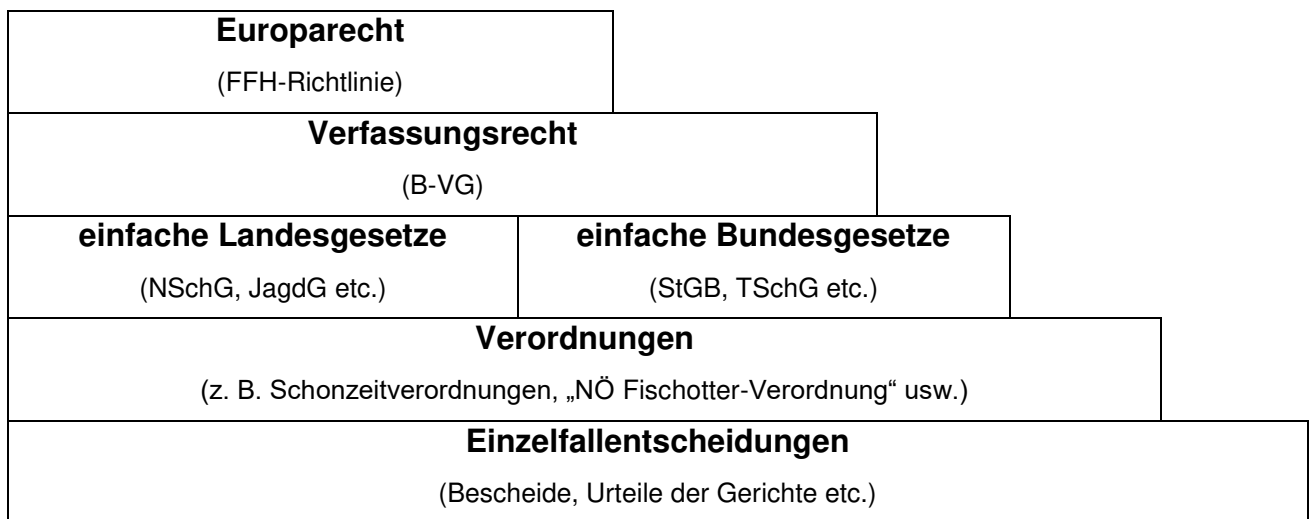 Europarecht
(FFH-Richtlinie)
Verfassungsrecht
(B-VG)
einfache Landesgesetze
(NSchG, JagdG etc.)
einfache Bundesgesetze
(StGB, TSchG etc.)
Verordnungen
(z. B. Schonzeitverordnungen, „NÖ Fischotter-Verordnung“ usw.)
Einzelfallentscheidungen
(Bescheide, Urteile der Gerichte etc.)